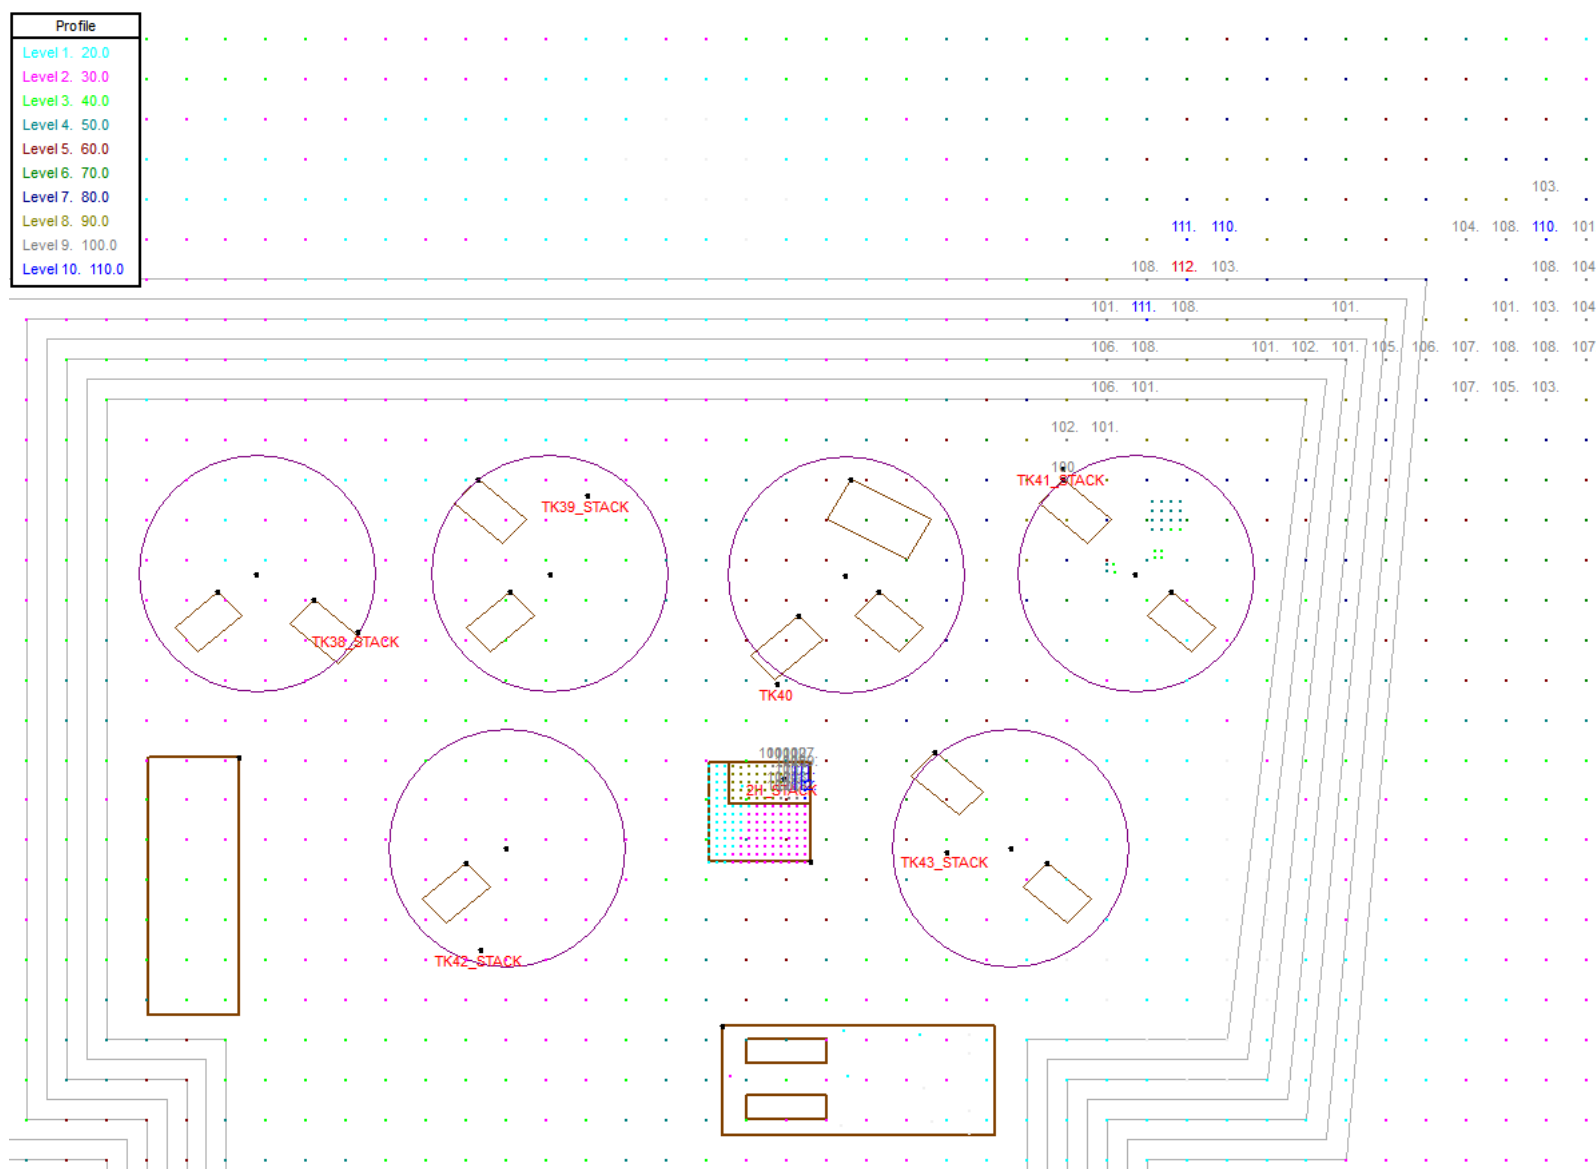 Profile
Level 1. 20.0
Level 2. 30.0
Level 3. 40.0
Level 4. 50.0
Level 5. 60.0
Level 6. 70.0
Level 7. 80.0
Level 8. 90.0
Level 9. 100.0
Level 10. 110.0
103.
111. 110. 104. 108. 110. 101
108. 112. 103. 108. 104
101. 111. 108. 101. 101. 103. 104
106. 108. 101. 102. 101. 105. 106. 107. 108. 108. 107
106. 101. 107. 105. 103.
102. 101.
TK41_STACK
TK39_STACK
TK38_STACK
TK40
2H_STACK
TK43_STACK
TK42_STACK